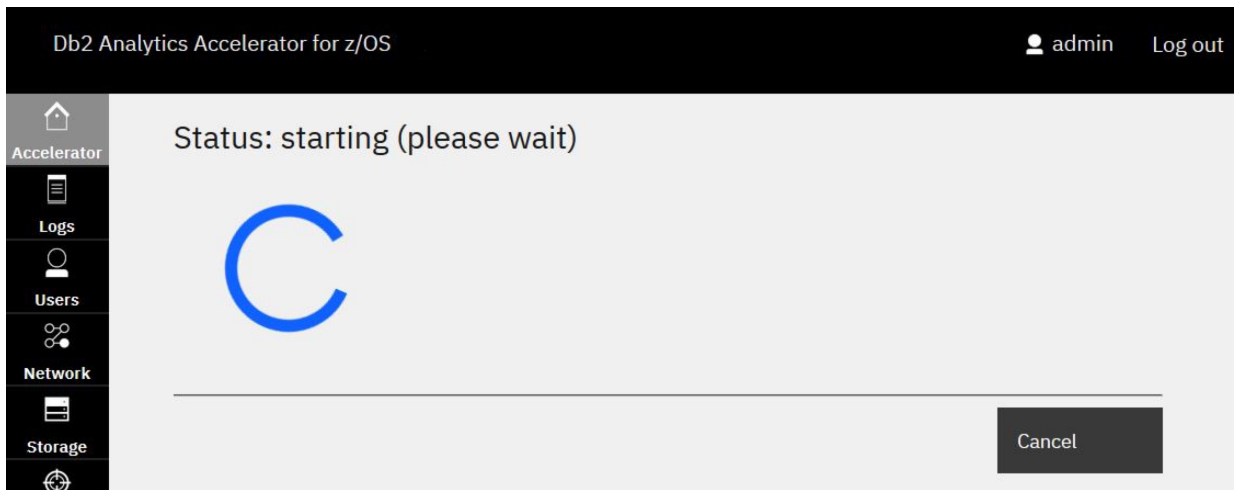 Db2 Analytics Accelerator for z/OS
admin
Log out
Accelerator
Logs
Users
Network
Storage
Status: starting (please wait)
Cancel